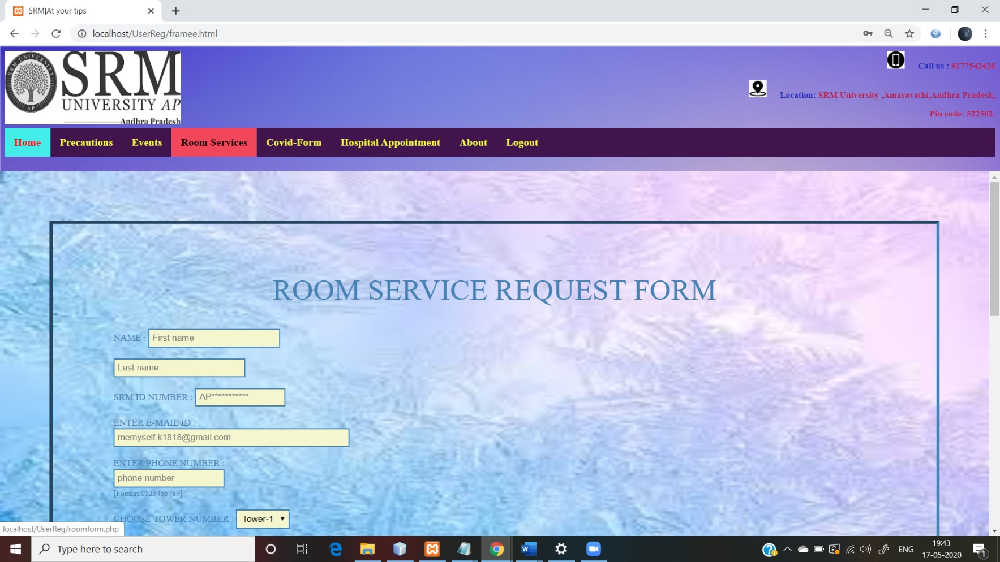 SRM|At your tips
localhost/UserReg/framee.html
SRM UNIVERSITY
AP
SRM
UNIVERSITY AP
Andhra Pradesh
Call us : 9177542426
Location: SRM University ,Amaravathi,Andhra Pradesh,
Pin code: 522502.
Home Precautions Events Room Services Covid-Form Hospital Appointment About Logout
ROOM SERVICE REQUEST FORM
NAME : First name
Last name
SRM ID NUMBER : AP***********
ENTER E-MAIL ID :
memyself.k1818@gmail.com
ENTER PHONE NUMBER :
phone number
[Format:0123456789]
CHOOSE TOWER NUMBER : Tower-1
localhost/UserReg/roomform.php
Type here to search
ENG
19:43
17-05-2020
1